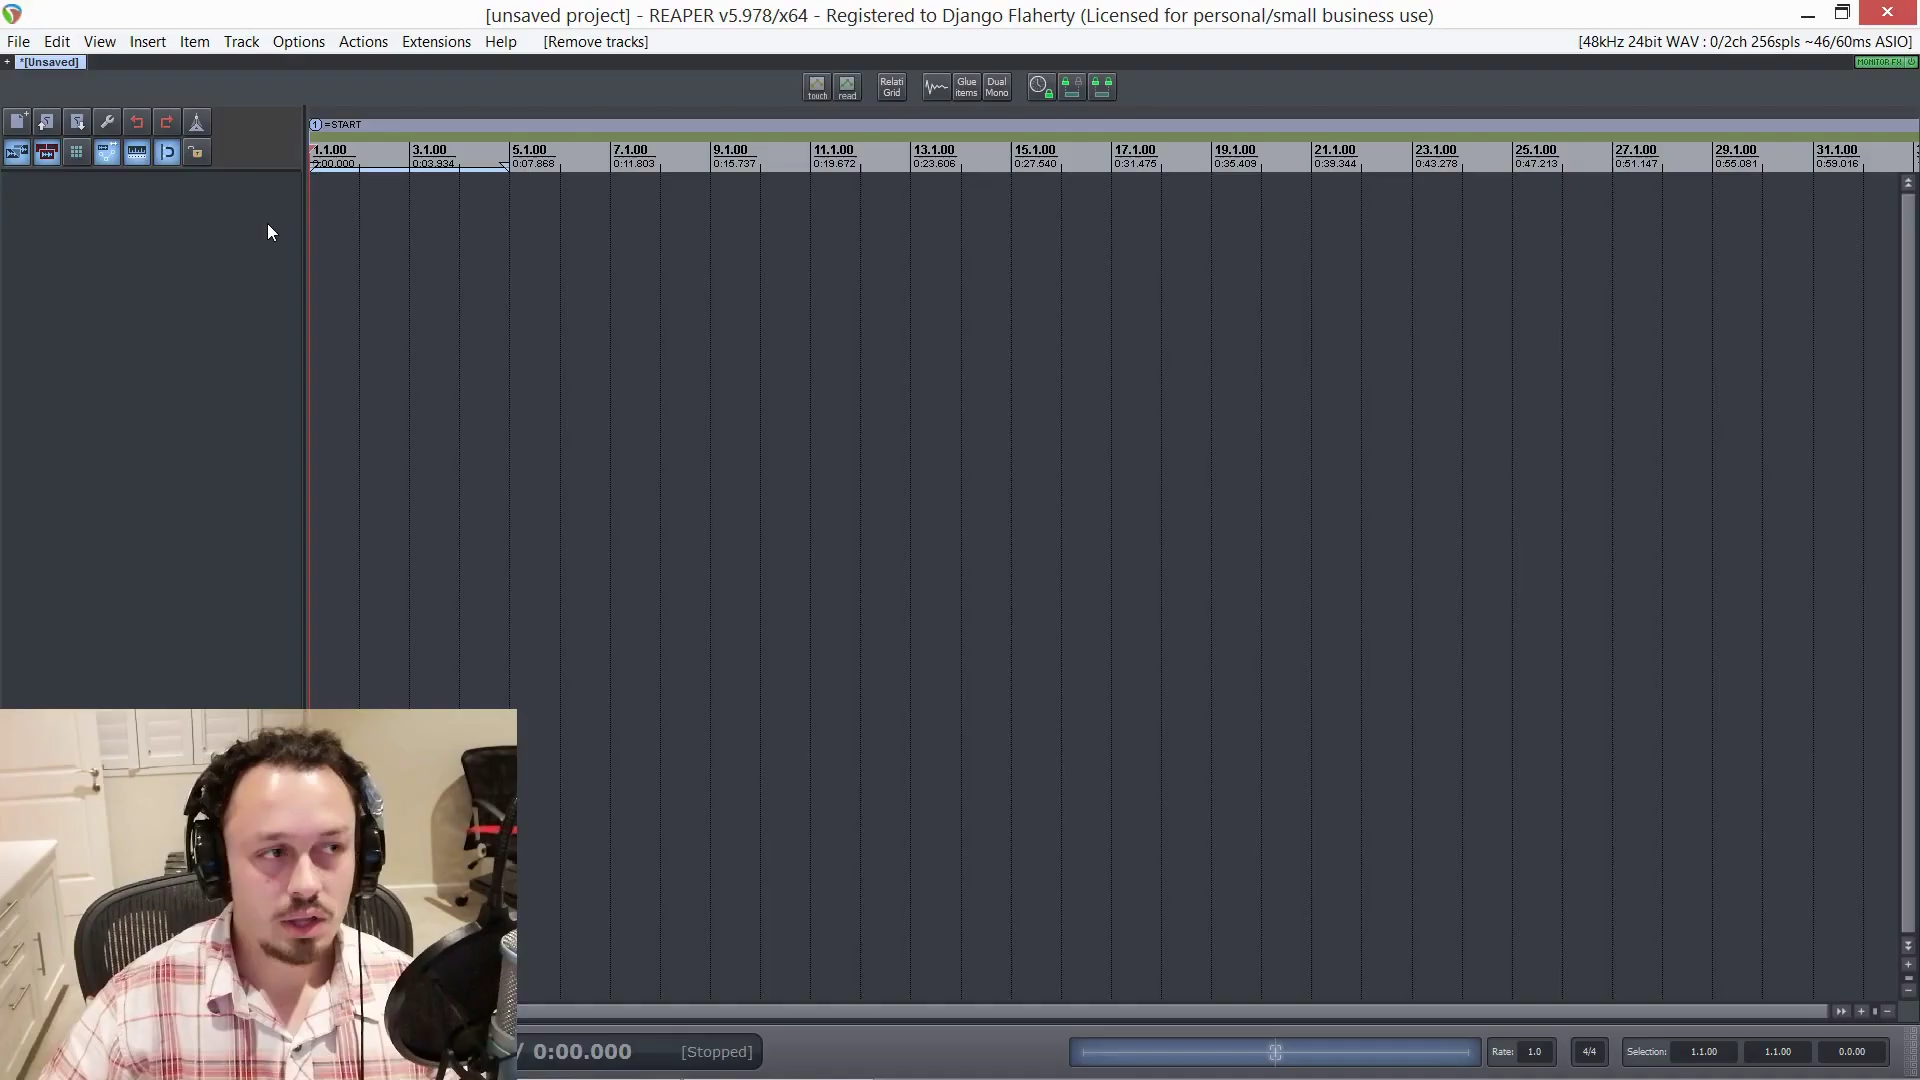 [unsaved project] - REAPER v5.978/x64 - Registered to Django Flaherty (Licensed for personal/small business use)
File Edit View Insert Item Track Options Actions Extensions Help [Remove tracks] [48kHz 24bit WAV : 0/2ch 256spls ~46/60ms ASIO]
+ *[Unsaved] MONITOR FX
touch read Relati Grid Glue items Dual Mono
1 =START
1.1.00 3.1.00 5.1.00 7.1.00 9.1.00 11.1.00 13.1.00 15.1.00 17.1.00 19.1.00 21.1.00 23.1.00 25.1.00 27.1.00 29.1.00 31.1.00
0:00.000 0:03.934 0:07.868 0:11.803 0:15.737 0:19.672 0:23.606 0:27.540 0:31.475 0:35.409 0:39.344 0:43.278 0:47.213 0:51.147 0:55.081 0:59.016
/ 0:00.000 [Stopped] Rate: 1.0 4/4 Selection: 1.1.00 1.1.00 0.0.00